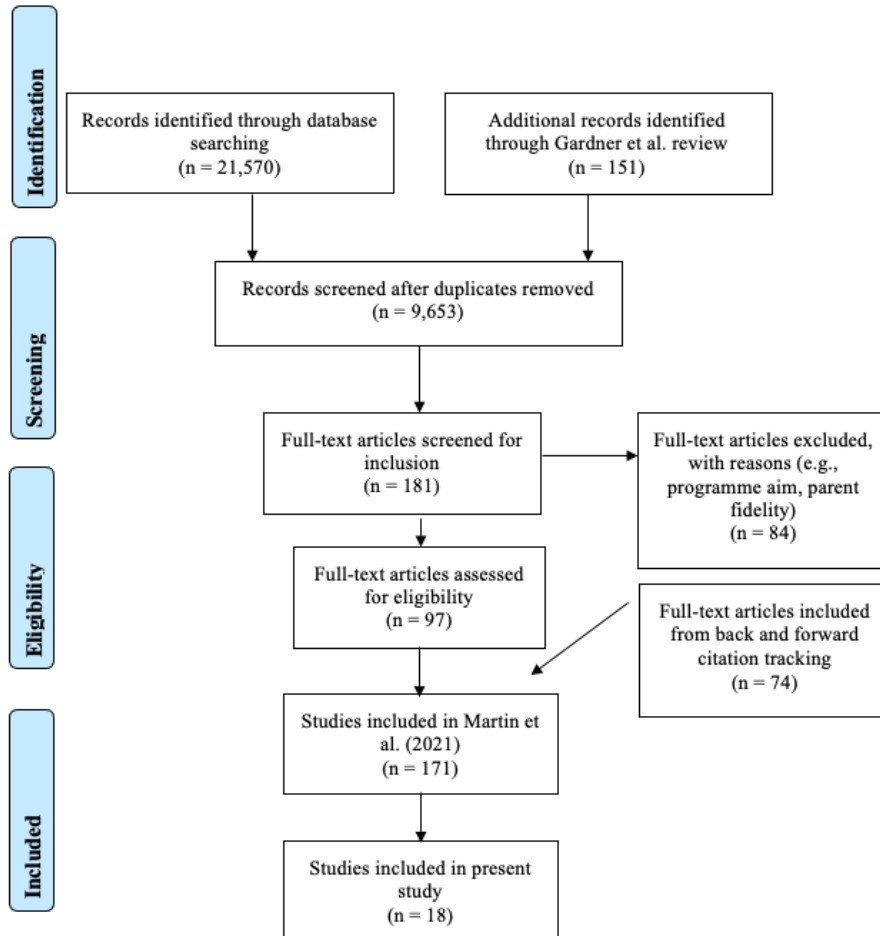 Identification
Records identified through database
searching
(n = 21,570)
Additional records identified
through Gardner et al. review
(n = 151)
Screening
Records screened after duplicates removed
(n = 9,653)
Full-text articles screened for
inclusion
(n = 181)
Full-text articles excluded,
with reasons (e.g.,
programme aim, parent
fidelity)
(n = 84)
Eligibility
Full-text articles assessed
for eligibility
(n = 97)
Full-text articles included
from back and forward
citation tracking
(n = 74)
Included
Studies included in Martin et
al. (2021)
(n = 171)
Studies included in present
study
(n = 18)